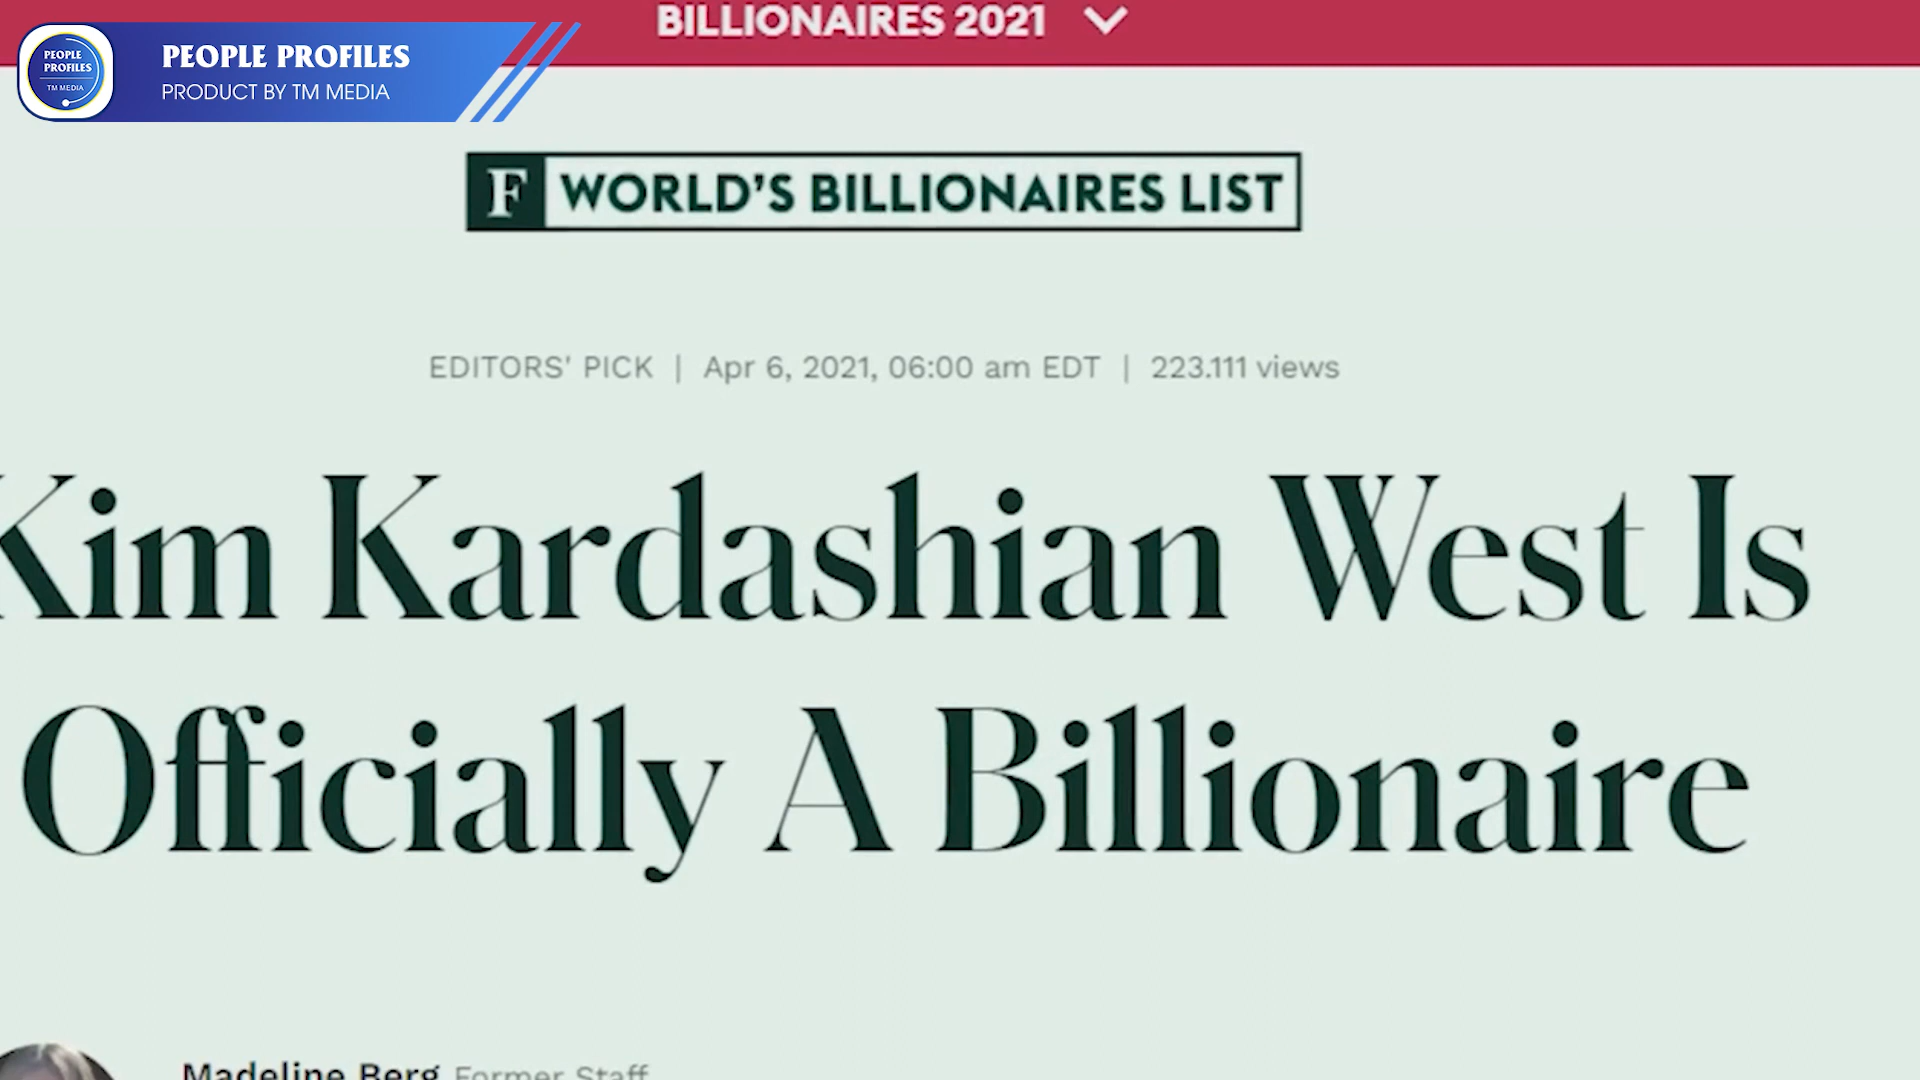 BILLIONAIRES 2021
PEOPLE PROFILES
PRODUCT BY TM MEDIA
PEOPLE
PROFILES
TM MEDIA
F WORLD'S BILLIONAIRES LIST
EDITORS' PICK | Apr 6, 2021, 06:00 am EDT | 223.111 views
Kim Kardashian West Is
Officially A Billionaire
Madeline Berg Former Staff